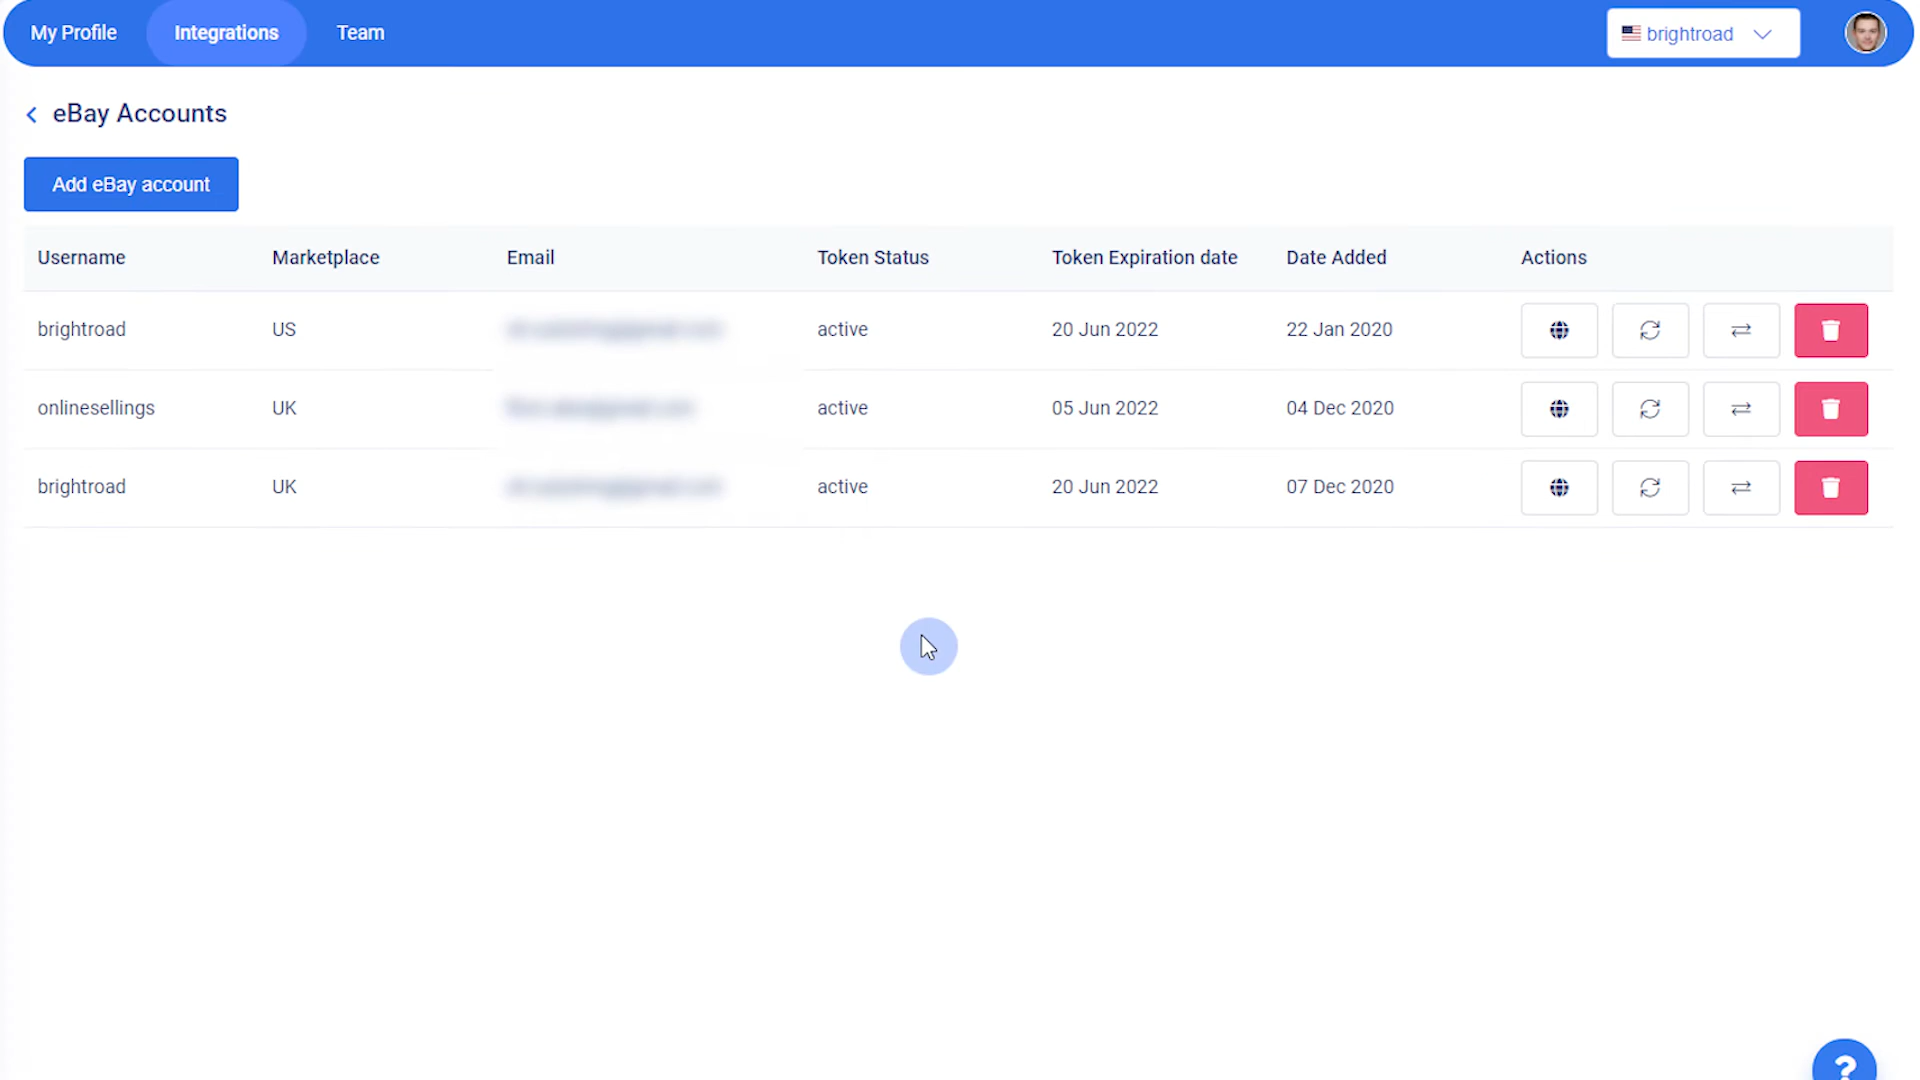 My Profile Integrations Team brightroad
eBay Accounts
Add eBay account
Username Marketplace Email Token Status Token Expiration date Date Added Actions
brightroad US active 20 Jun 2022 22 Jan 2020
onlinesellings UK active 05 Jun 2022 04 Dec 2020
brightroad UK active 20 Jun 2022 07 Dec 2020
?